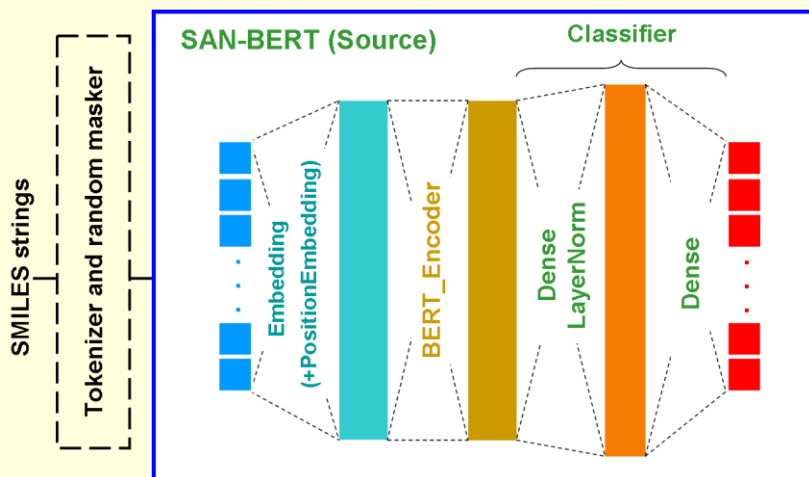 SMILES strings
Tokenizer and random masker
SAN-BERT (Source)
Classifier
Embedding
(+PositionEmbedding)
BERT_Encoder
Dense
LayerNorm
Dense